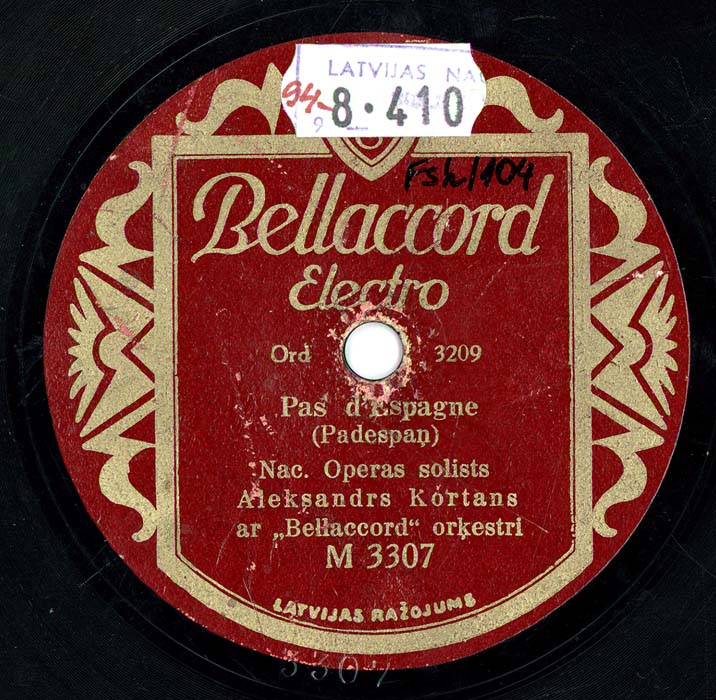 LATVIJAS NA
94-8·410
Fsk/104
Bellaccord
Electro
Ord 3209
Pas d'Espagne
(Padespaņ)
Nac. Operas solists
Aleksandrs Kortans
ar „Bellaccord“ orķestri
M 3307
LATVIJAS RAŽOJUMS
3307